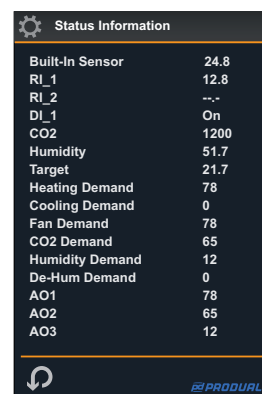 Status Information
Built-In Sensor 24.8
RI_1 12.8
RI_2 --.-
DI_1 On
CO2 1200
Humidity 51.7
Target 21.7
Heating Demand 78
Cooling Demand 0
Fan Demand 78
CO2 Demand 65
Humidity Demand 12
De-Hum Demand 0
AO1 78
AO2 65
AO3 12
PRODUAL